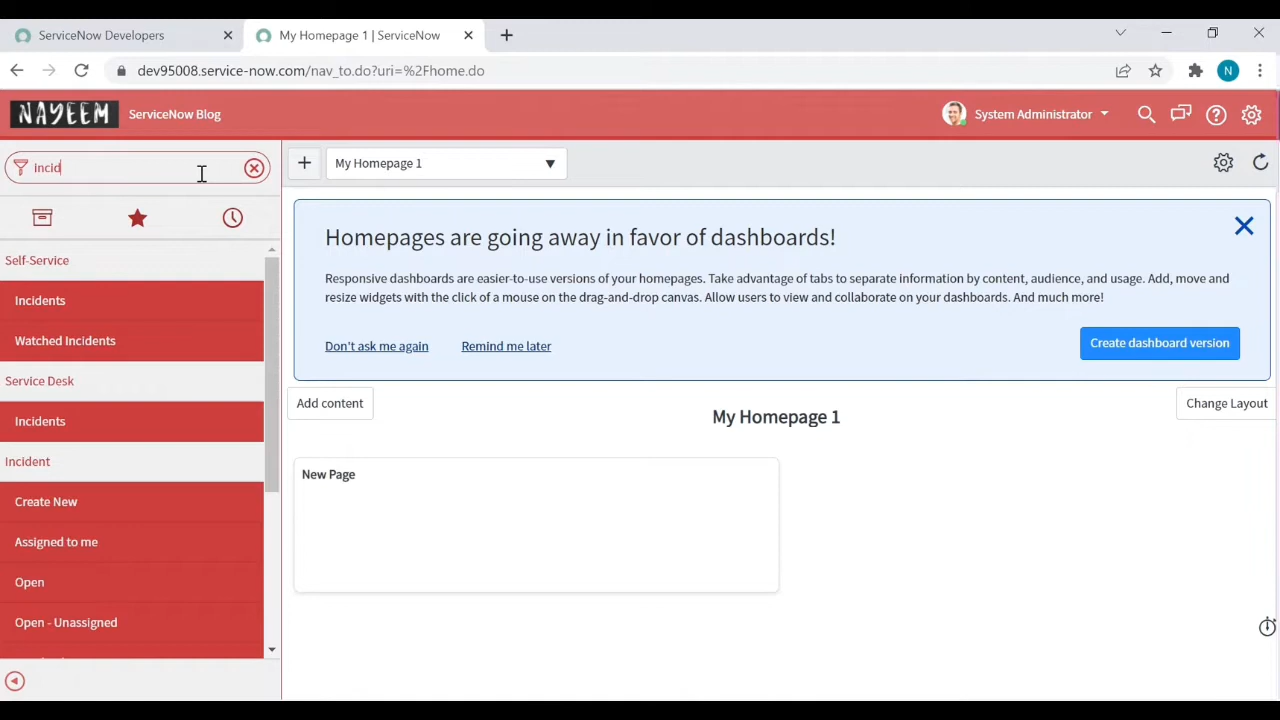 ServiceNow Developers
My Homepage 1 | ServiceNow
dev95008.service-now.com/nav_to.do?uri=%2Fhome.do
N
NAYEEM
ServiceNow Blog
System Administrator
Incid
My Homepage 1
Self-Service
Incidents
Watched Incidents
Service Desk
Incidents
Incident
Create New
Assigned to me
Open
Open - Unassigned
Homepages are going away in favor of dashboards!
Responsive dashboards are easier-to-use versions of your homepages. Take advantage of tabs to separate information by content, audience, and usage. Add, move and
resize widgets with the click of a mouse on the drag-and-drop canvas. Allow users to view and collaborate on your dashboards. And much more!
Don't ask me again
Remind me later
Create dashboard version
Add content
My Homepage 1
Change Layout
New Page